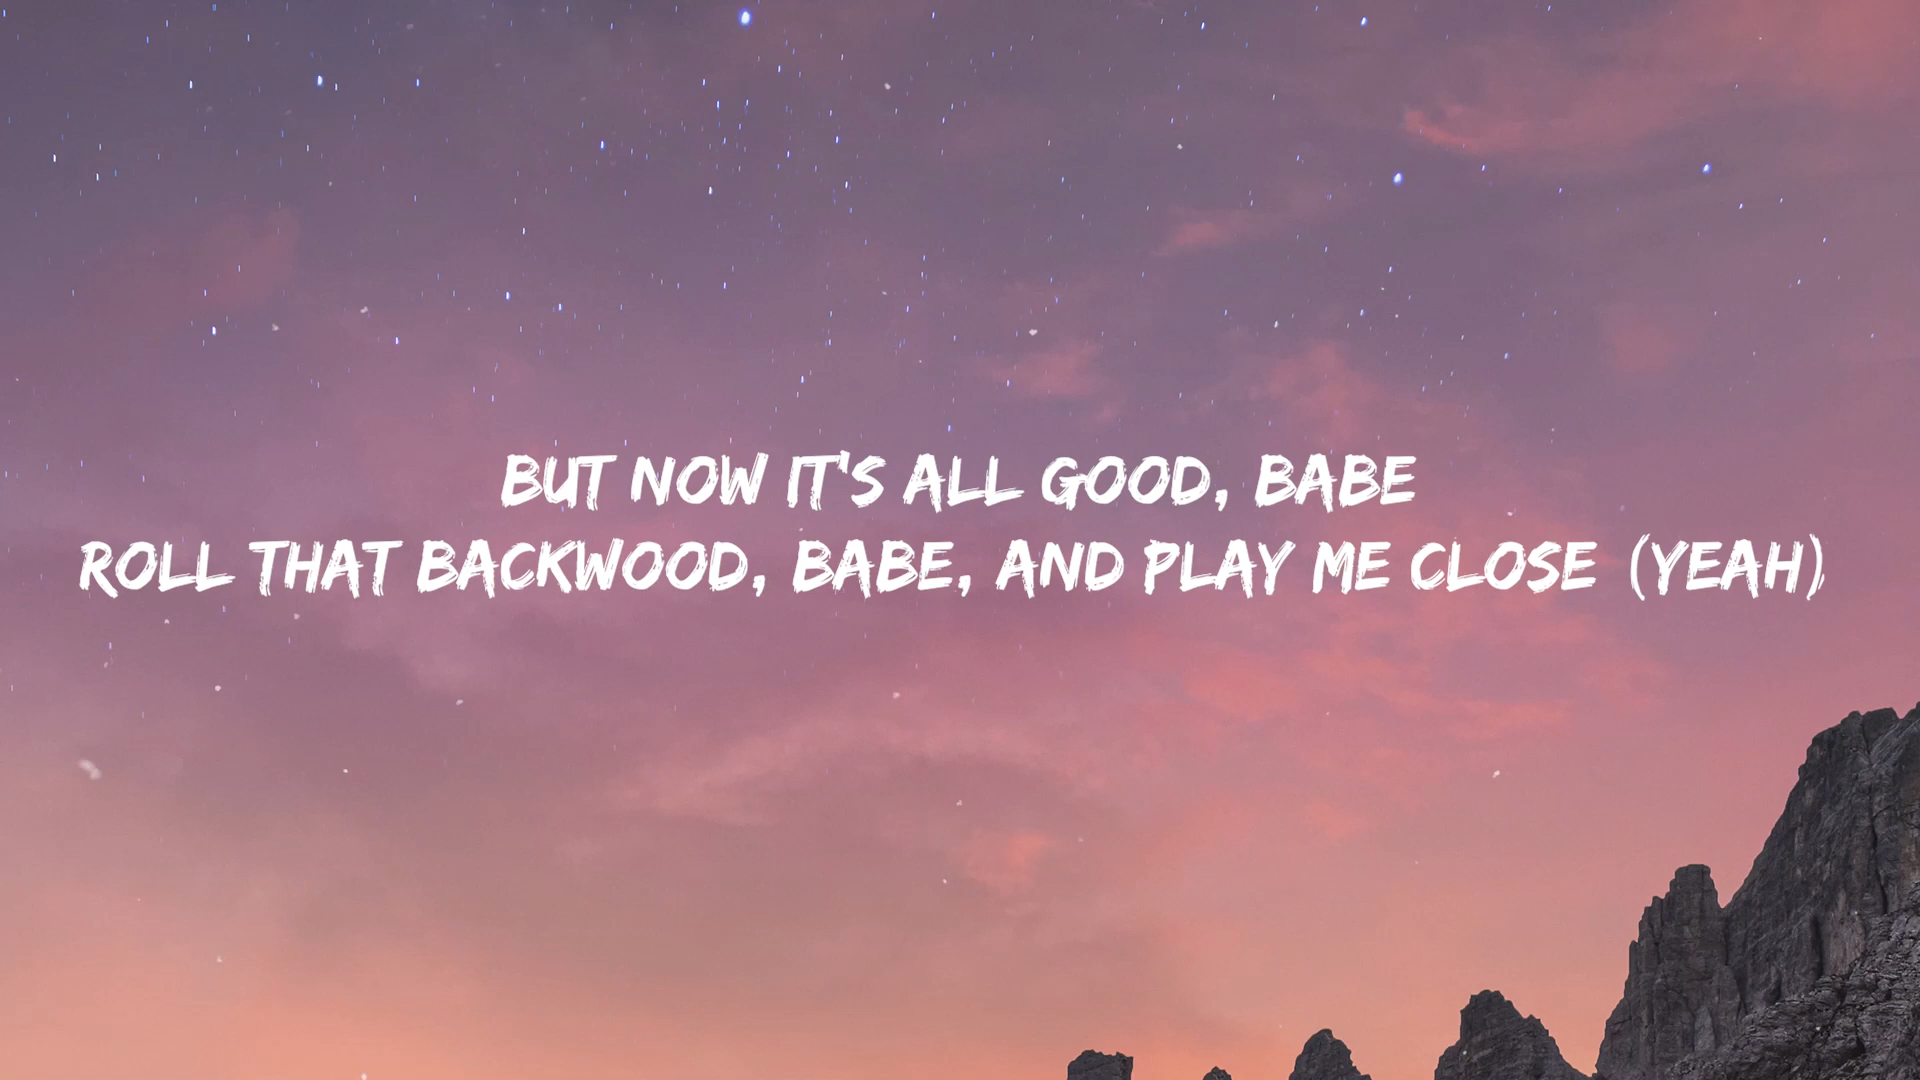 BUT NOW IT'S ALL GOOD, BABE
ROLL THAT BACKWOOD, BABE, AND PLAY ME CLOSE (YEAH)